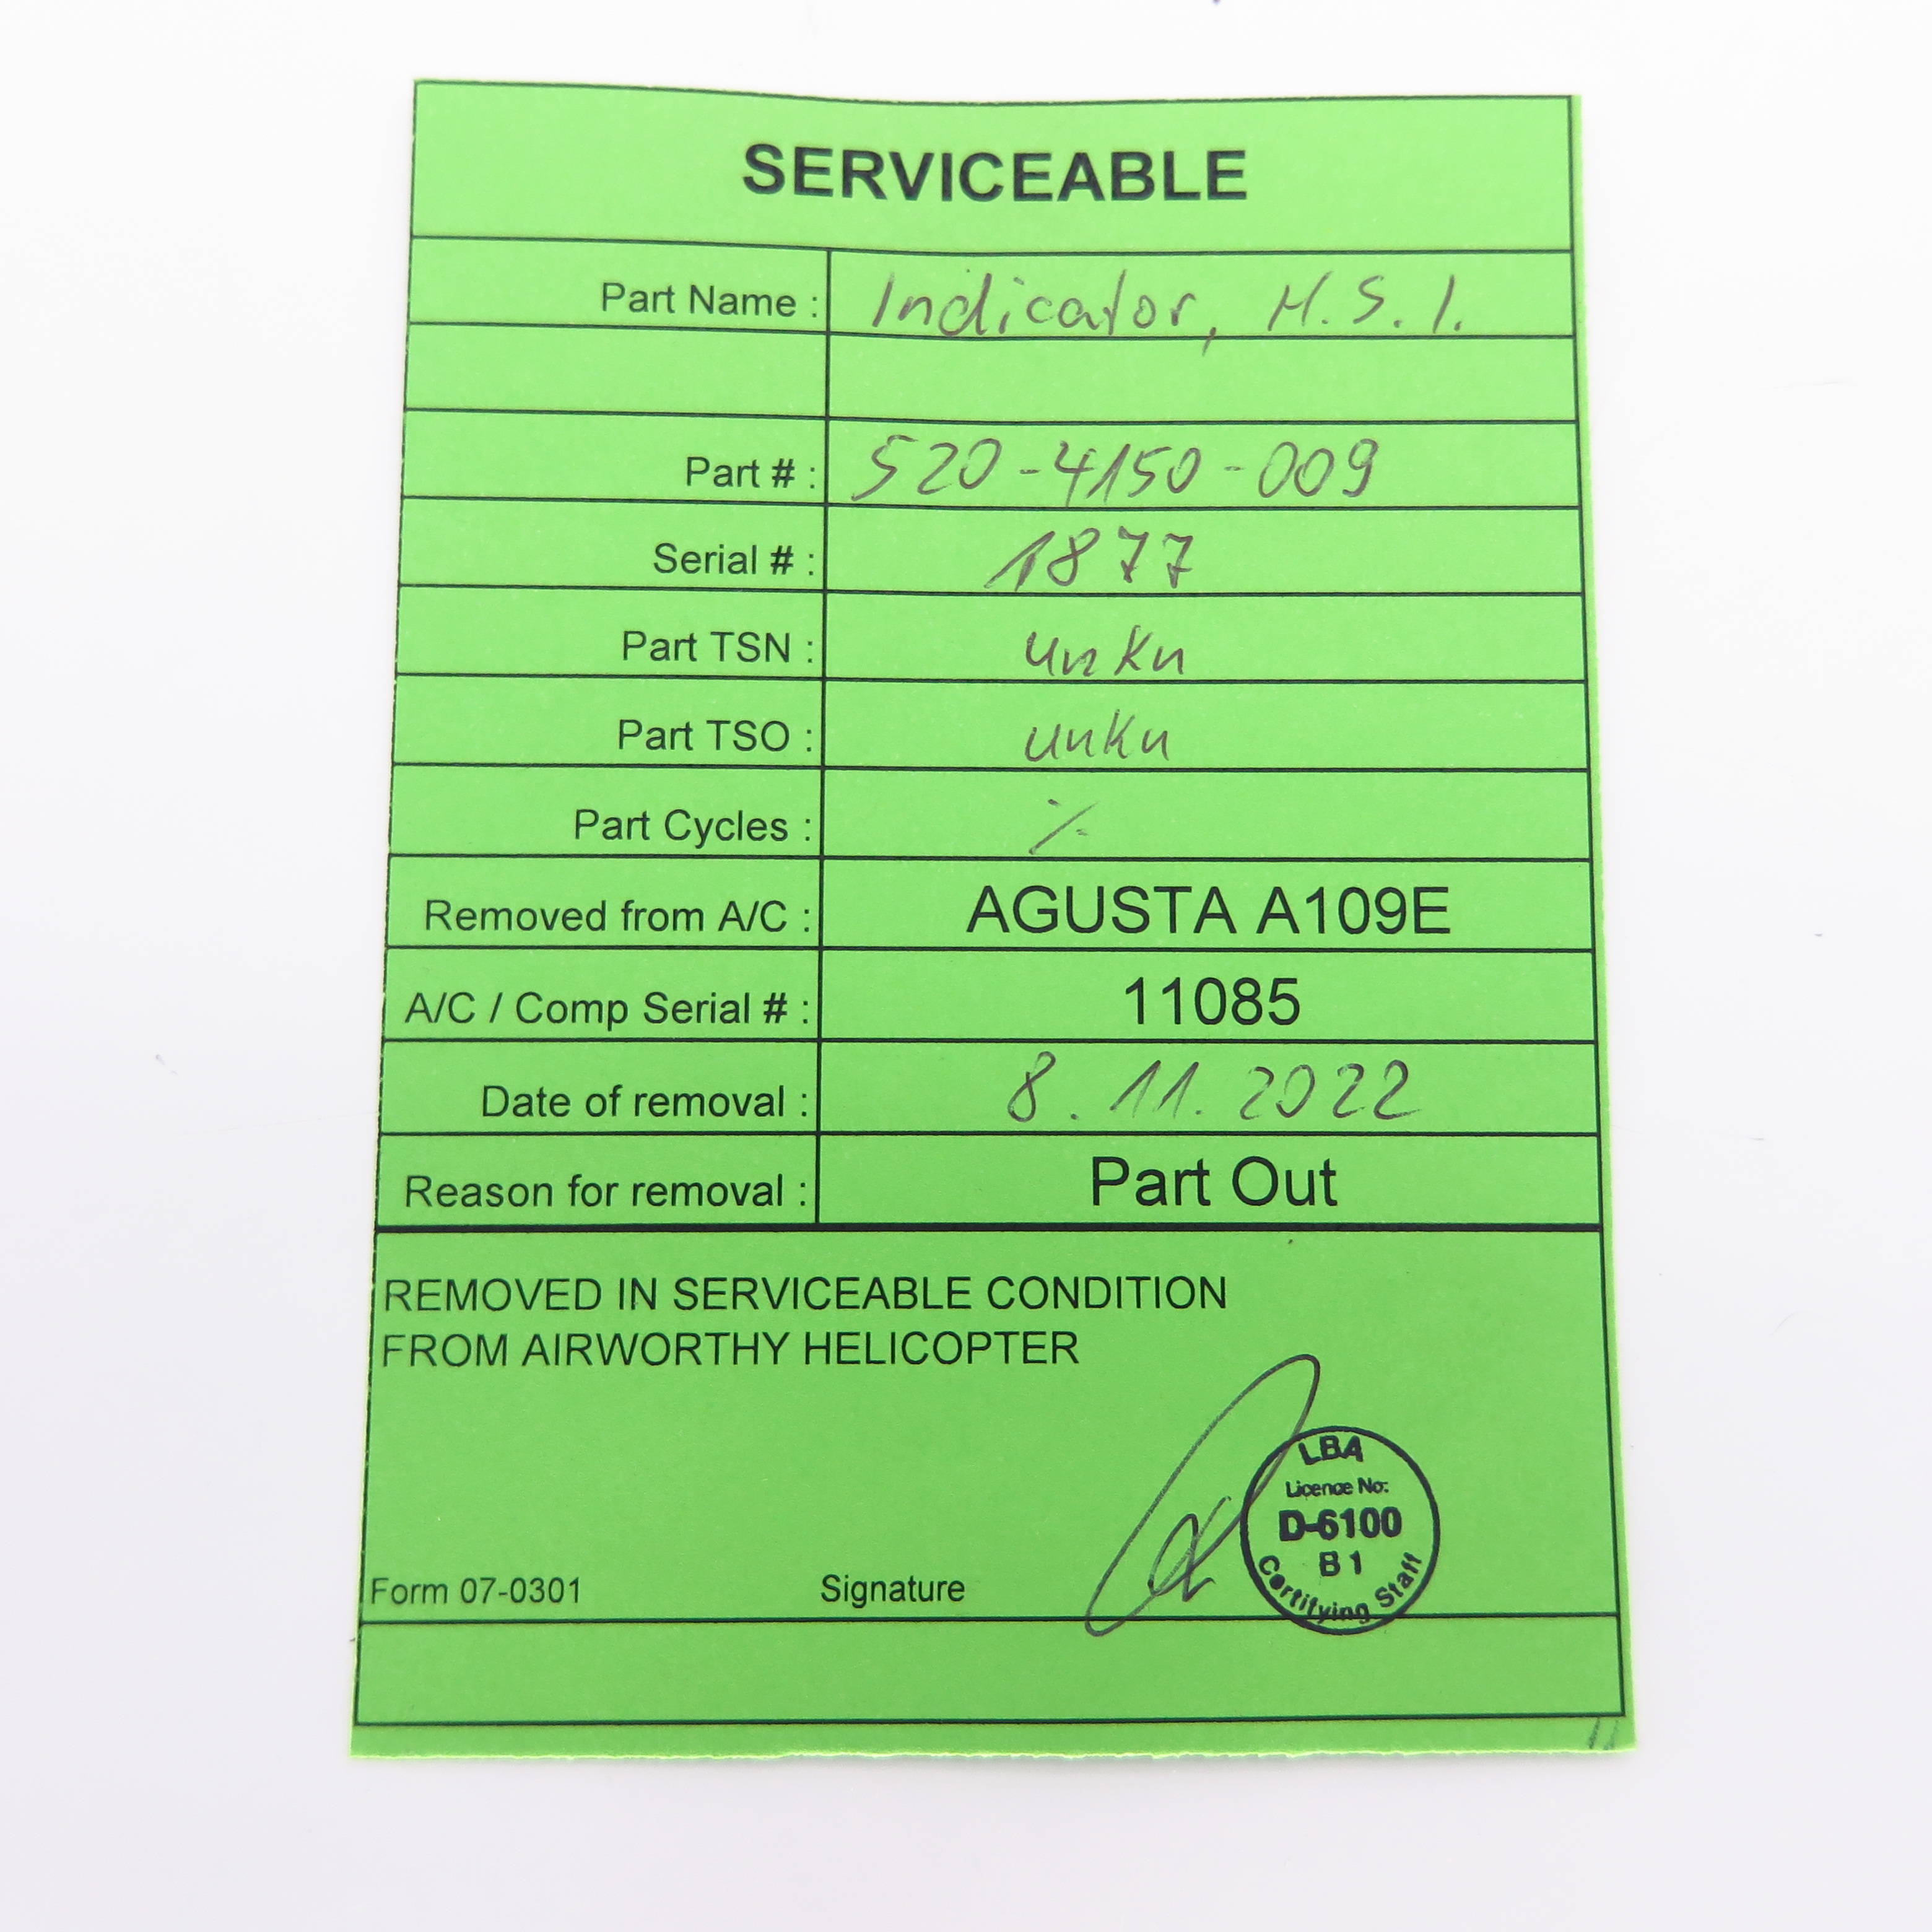 SERVICEABLE
Part Name : Indicator, H.S.I.
Part # : 520-4150-009
Serial # : 1877
Part TSN : unkn
Part TSO : unkn
Part Cycles : ⁒
Removed from A/C : AGUSTA A109E
A/C / Comp Serial # : 11085
Date of removal : 8.11.2022
Reason for removal : Part Out
REMOVED IN SERVICEABLE CONDITION
FROM AIRWORTHY HELICOPTER
LBA
Licence No:
D-6100
B 1
Certifying Staff
Form 07-0301 Signature